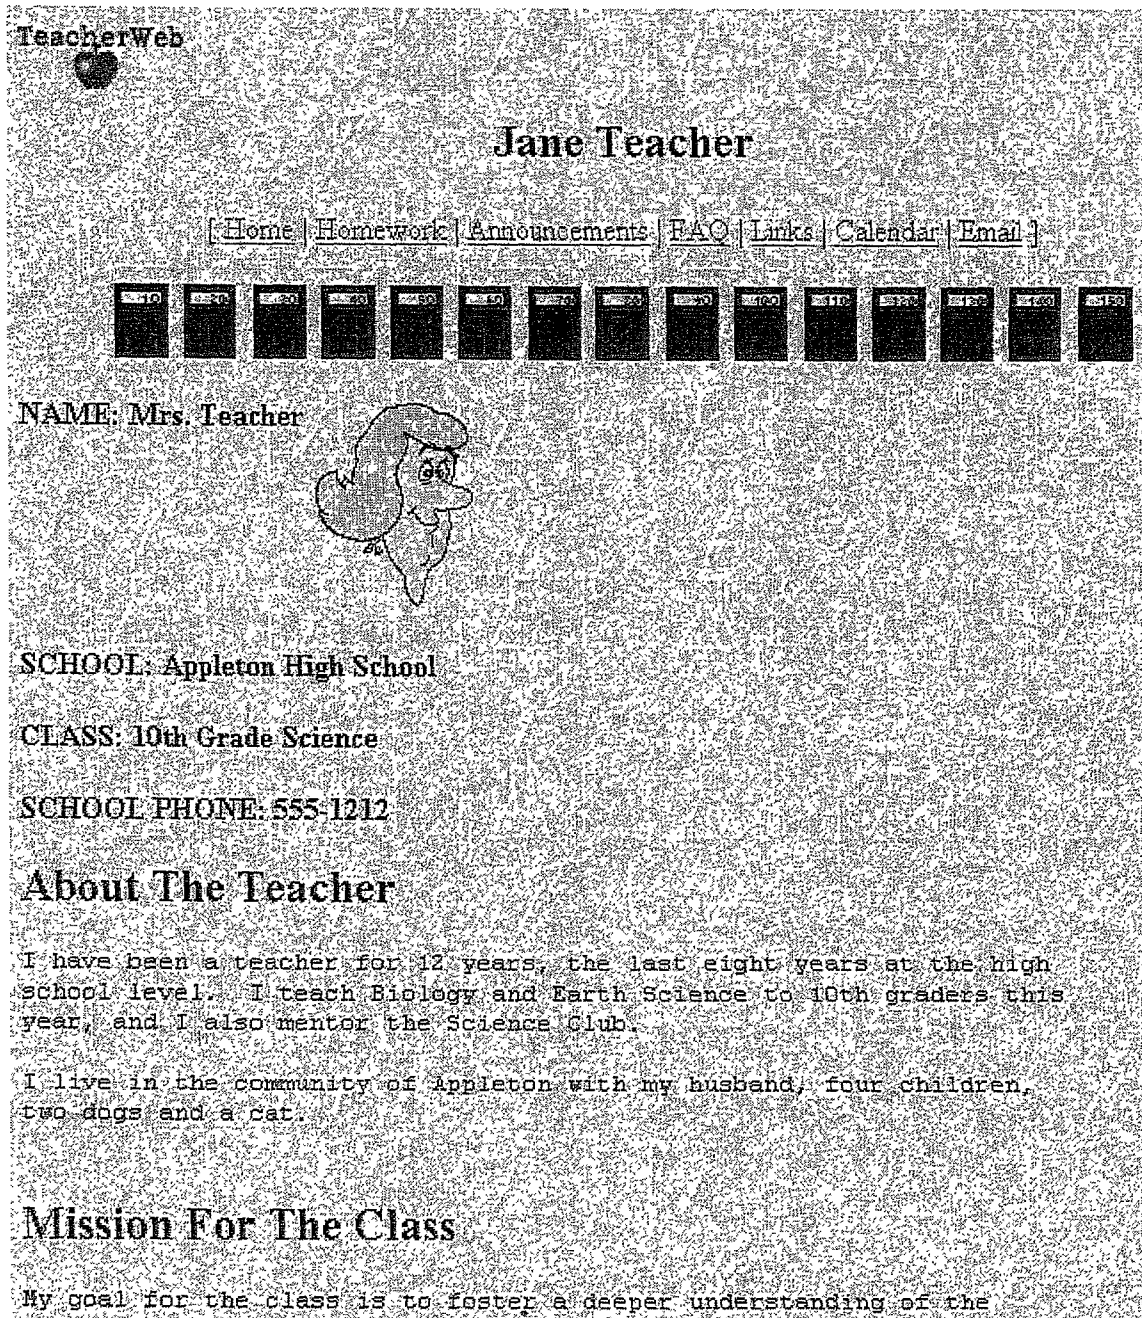 TeacherWeb
Jane Teacher
[ Home | Homework | Announcements | FAQ | Links | Calendar | Email ]
NAME: Mrs. Teacher
SCHOOL: Appleton High School
CLASS: 10th Grade Science
SCHOOL PHONE: 555-1212
About The Teacher
I have been a teacher for 12 years, the last eight years at the high
school level. I teach Biology and Earth Science to 10th graders this
year, and I also mentor the Science Club.
I live in the community of Appleton with my husband, four children,
two dogs and a cat.
Mission For The Class
My goal for the class is to foster a deeper understanding of the